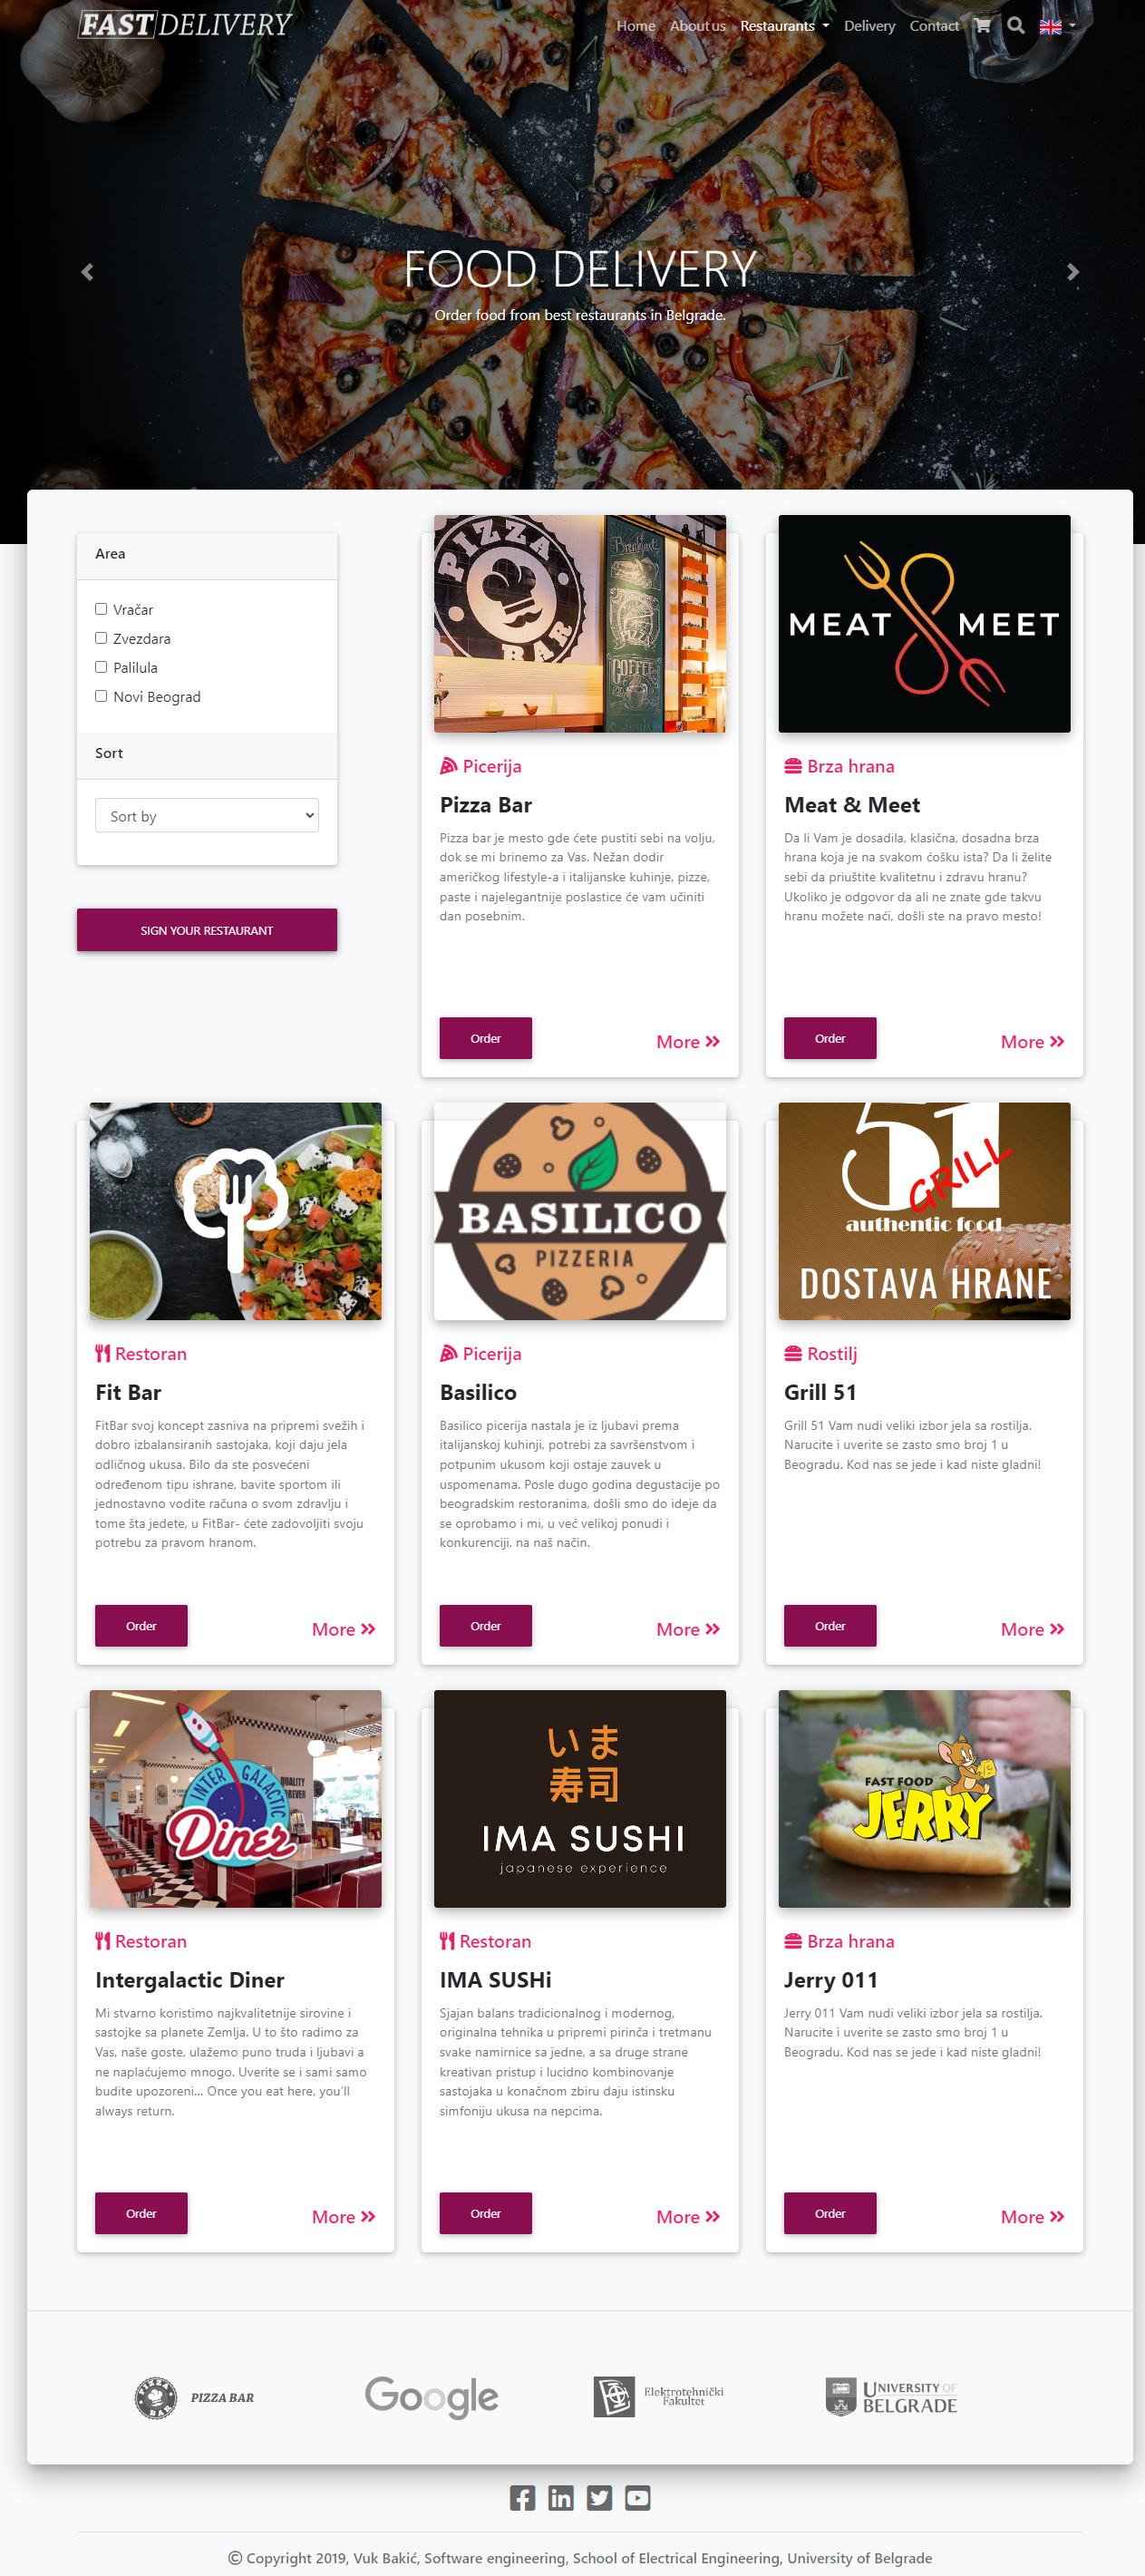 FAST DELIVERY
Home About us Restaurants Delivery Contact
FOOD DELIVERY
Order food from best restaurants in Belgrade.
Area
Vračar
Zvezdara
Palilula
Novi Beograd
Sort
Sort by
SIGN YOUR RESTAURANT
PIZZA
BAR
Breakfast
PIZZA
COFFEE
Picerija
Pizza Bar
Pizza bar je mesto gde ćete pustiti sebi na volju,
dok se mi brinemo za Vas. Nežan dodir
američkog lifestyle-a i italijanske kuhinje, pizze,
paste i najelegantnije poslastice će vam učiniti
dan posebnim.
Order
More
MEAT MEET
Brza hrana
Meat & Meet
Da li Vam je dosadila, klasična, dosadna brza
hrana koja je na svakom ćošku ista? Da li želite
sebi da priuštite kvalitetnu i zdravu hranu?
Ukoliko je odgovor da ali ne znate gde takvu
hranu možete naći, došli ste na pravo mesto!
Order
More
Restoran
Fit Bar
FitBar svoj koncept zasniva na pripremi svežih i
dobro izbalansiranih sastojaka, koji daju jela
odličnog ukusa. Bilo da ste posvećeni
određenom tipu ishrane, bavite sportom ili
jednostavno vodite računa o svom zdravlju i
tome šta jedete, u FitBar- ćete zadovoljiti svoju
potrebu za pravom hranom.
Order
More
BASILICO
PIZZERIA
Picerija
Basilico
Basilico picerija nastala je iz ljubavi prema
italijanskoj kuhinji, potrebi za savršenstvom i
potpunim ukusom koji ostaje zauvek u
uspomenama. Posle dugo godina degustacije po
beogradskim restoranima, došli smo do ideje da
se oprobamo i mi, u već velikoj ponudi i
konkurenciji, na naš način.
Order
More
51
GRILL
authentic food
DOSTAVA HRANE
Rostilj
Grill 51
Grill 51 Vam nudi veliki izbor jela sa rostilja.
Narucite i uverite se zasto smo broj 1 u
Beogradu. Kod nas se jede i kad niste gladni!
Order
More
INTER GALACTIC
Diner
QUALITY
Restoran
Intergalactic Diner
Mi stvarno koristimo najkvalitetnije sirovine i
sastojke sa planete Zemlja. U to što radimo za
Vas, naše goste, ulažemo puno truda i ljubavi a
ne naplaćujemo mnogo. Uverite se i sami samo
budite upozoreni... Once you eat here, you'll
always return.
Order
More
いま
寿司
IMA SUSHI
japanese experience
Restoran
IMA SUSHi
Sjajan balans tradicionalnog i modernog,
originalna tehnika u pripremi pirinča i tretmanu
svake namirnice sa jedne, a sa druge strane
kreativan pristup i lucidno kombinovanje
sastojaka u konačnom zbiru daju istinsku
simfoniju ukusa na nepcima.
Order
More
FAST FOOD
JERRY
Brza hrana
Jerry 011
Jerry 011 Vam nudi veliki izbor jela sa rostilja.
Narucite i uverite se zasto smo broj 1 u
Beogradu. Kod nas se jede i kad niste gladni!
Order
More
PIZZA BAR
Google
Elektrotehnički
Fakultet
UNIVERSITY OF
BELGRADE
© Copyright 2019, Vuk Bakić, Software engineering, School of Electrical Engineering, University of Belgrade